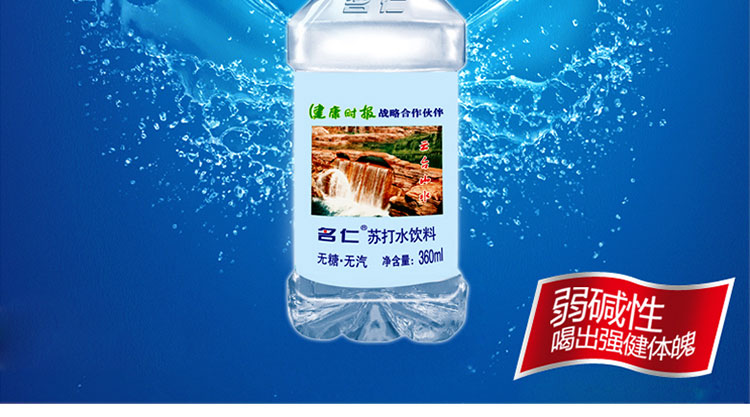 名仁
健康时报 战略合作伙伴
云台山水
名仁® 苏打水饮料
无糖·无汽 净含量：360ml
弱碱性
喝出强健体魄